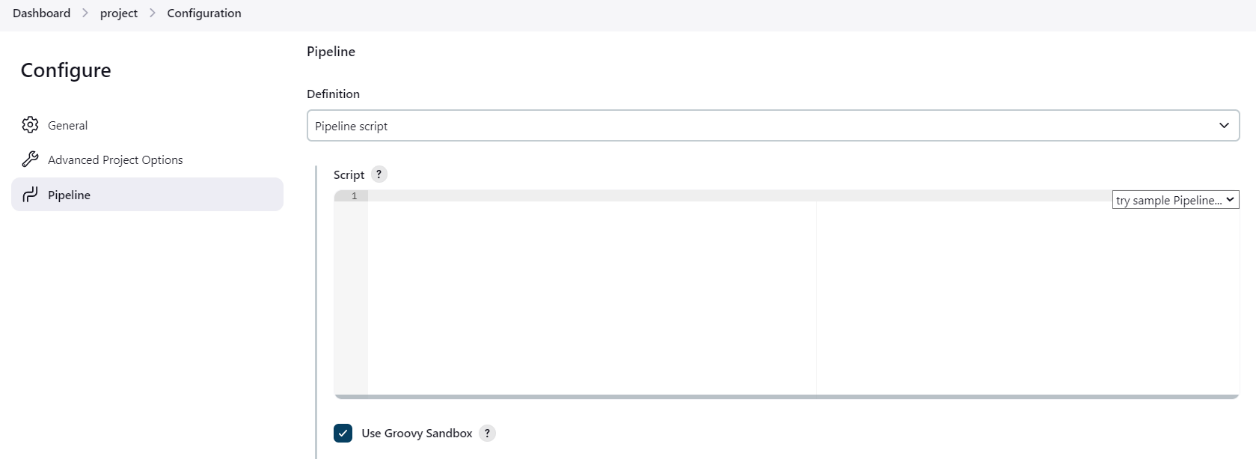 Dashboard > project > Configuration
Configure
General
Advanced Project Options
Pipeline
Pipeline
Definition
Pipeline script
Script ?
1
try sample Pipeline...
Use Groovy Sandbox ?